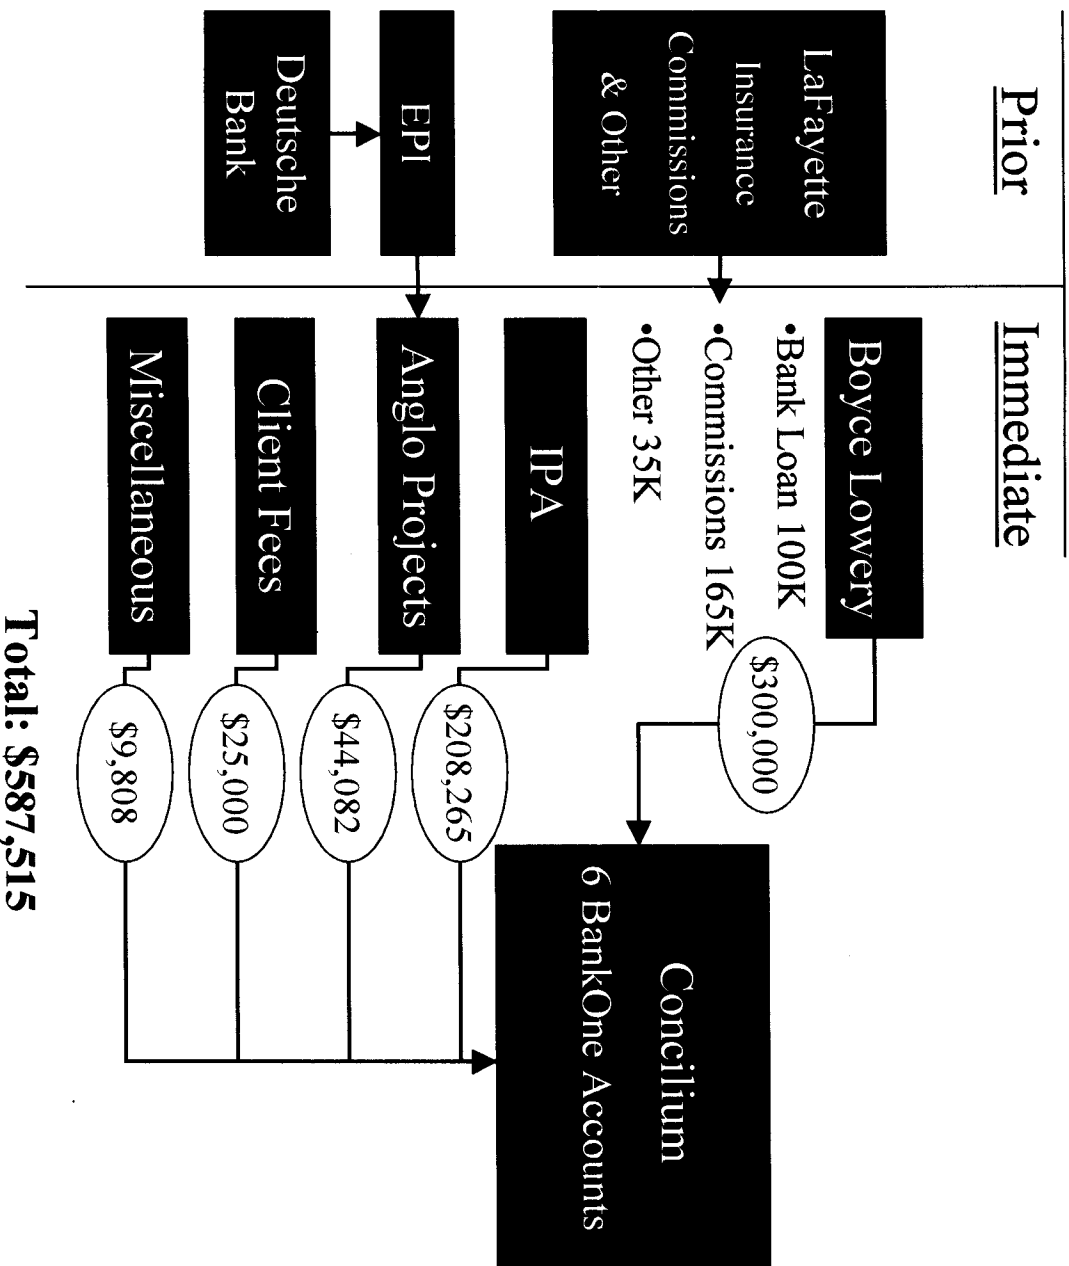 Prior
Immediate
LaFayette
Insurance
Commissions
& Other
Boyce Lowery
•Bank Loan 100K
•Commissions 165K
•Other 35K
$300,000
Concilium
6 BankOne Accounts
IPA
$208,265
EPI
Anglo Projects
$44,082
Deutsche
Bank
Client Fees
$25,000
Miscellaneous
$9,808
Total: $587,515